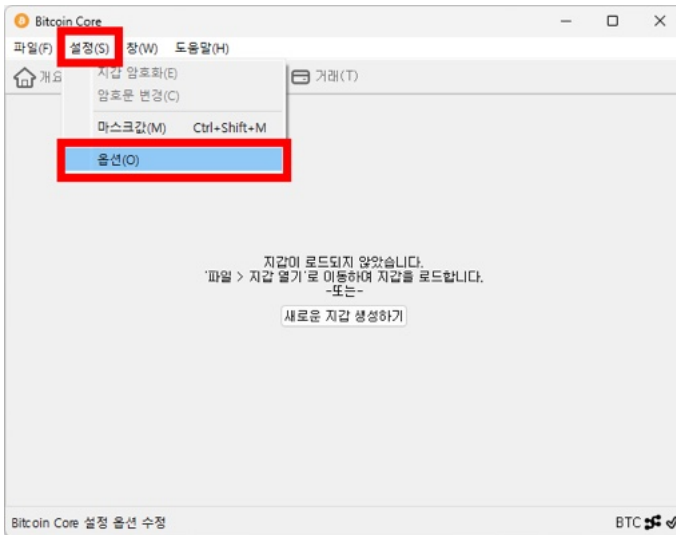 Bitcoin Core
파일(F) 설정(S) 창(W) 도움말(H)
개요
거래(T)
지갑 암호화(E)
암호문 변경(C)
마스크값(M) Ctrl+Shift+M
옵션(O)
지갑이 로드되지 않았습니다.
'파일 > 지갑 열기'로 이동하여 지갑을 로드합니다.
-또는-
새로운 지갑 생성하기
Bitcoin Core 설정 옵션 수정
BTC